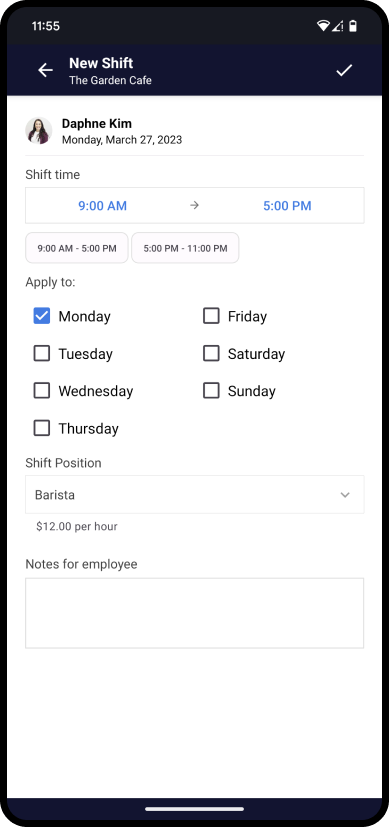 11:55
New Shift
The Garden Cafe
Daphne Kim
Monday, March 27, 2023
Shift time
9:00 AM → 5:00 PM
9:00 AM - 5:00 PM 5:00 PM - 11:00 PM
Apply to:
Monday Friday
Tuesday Saturday
Wednesday Sunday
Thursday
Shift Position
Barista
$12.00 per hour
Notes for employee